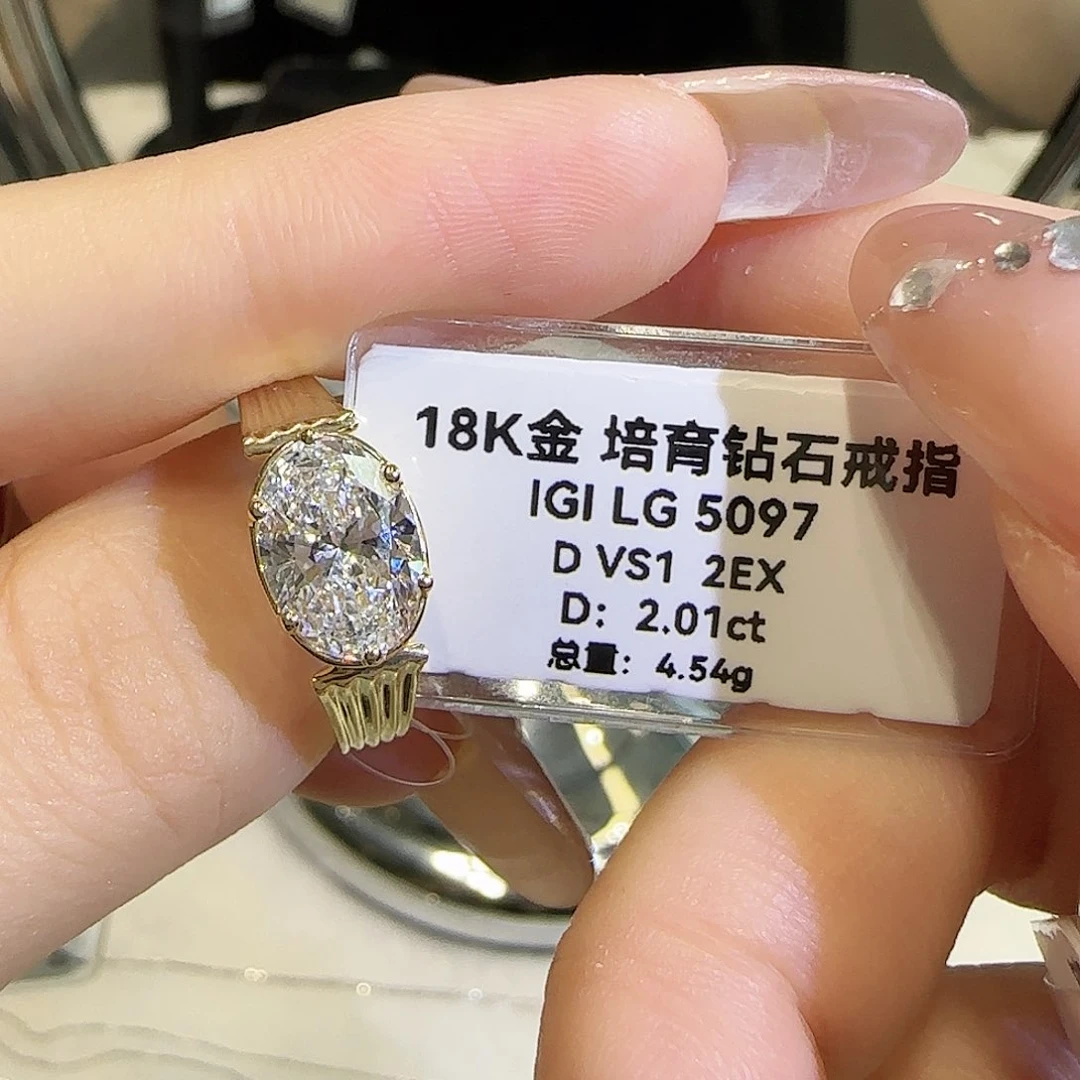 18K金 培育钻石戒指
IGI LG 5097
D VS1 2EX
D: 2.01ct
总量: 4.54g